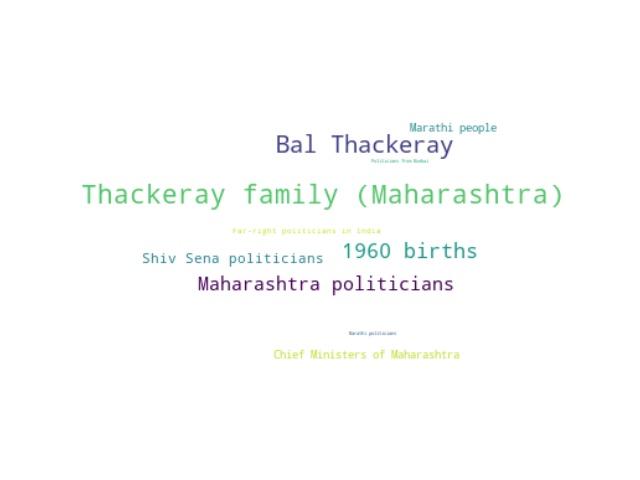 Marathi people
Bal Thackeray
Politicians from Mumbai
Thackeray family (Maharashtra)
Far-right politicians in India
1960 births
Shiv Sena politicians
Maharashtra politicians
Marathi politicians
Chief Ministers of Maharashtra